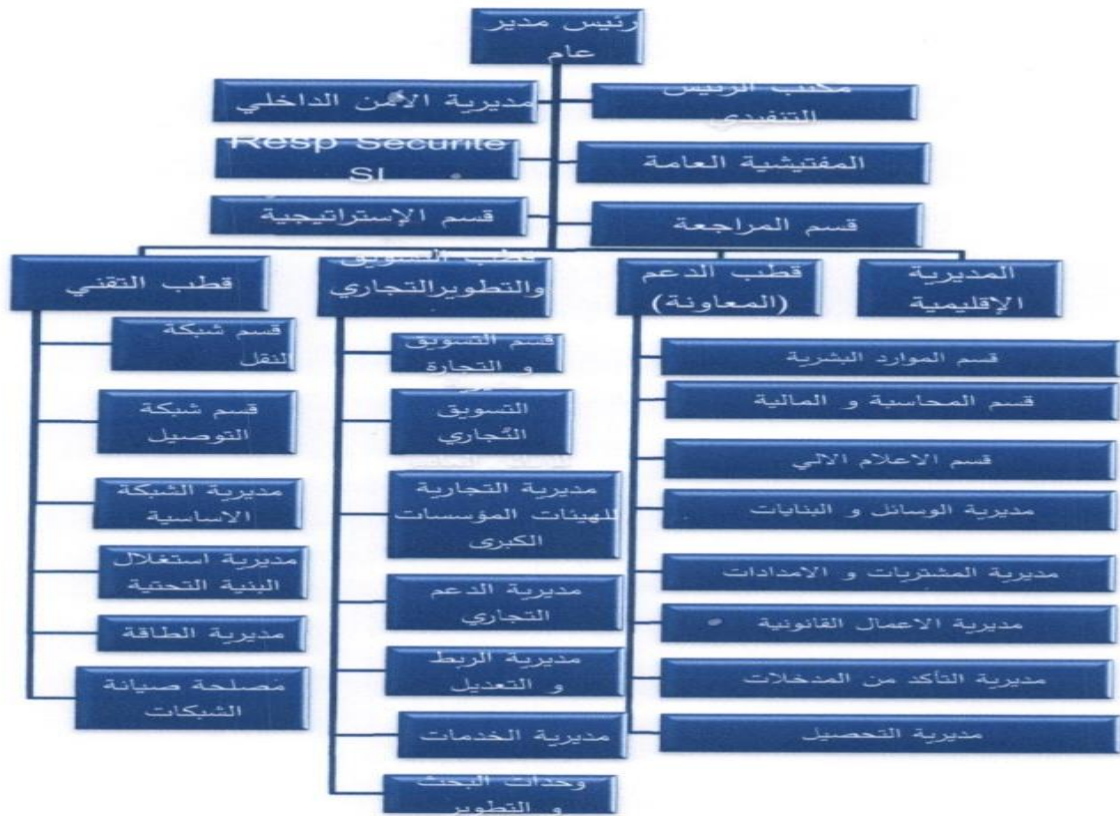 رئيس مدير
عام
مكتب الرئيس
التنفيدي
مديرية الأمن الداخلي
المفتيشية العامة
Resp Securite
SI
قسم المراجعة
قسم الإستراتيجية
المديرية
الإقليمية
قطب الدعم
(المعاونة)
قطب التسويق
والتطويرالتجاري
قطب التقني
قسم الموارد البشرية
قسم المحاسبة و المالية
قسم الاعلام الالي
مديرية الوسائل و البنايات
مديرية المشتريات و الامدادات
مديرية الاعمال القانونية
مديرية التأكد من المدخلات
مديرية التحصيل
قسم التسويق
و التجارة
التسويق
التجاري
مديرية التجارية
للهيئات المؤسسات
الكبرى
مديرية الدعم
التجاري
مديرية الربط
و التعديل
مديرية الخدمات
وحدات البحث
و التطوير
قسم شبكة
النقل
قسم شبكة
التوصيل
مديرية الشبكة
الاساسية
مديرية استغلال
البنية التحتية
مديرية الطاقة
مصلحة صيانة
الشبكات